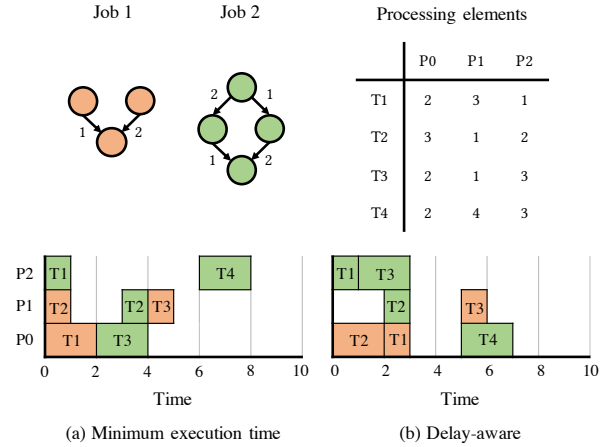 Job 1
Job 2
Processing elements
1 2
2 1
1 2
P0 P1 P2
T1 2 3 1
T2 3 1 2
T3 2 1 3
T4 2 4 3
P2 T1 T4
P1 T2 T2 T3
P0 T1 T3
0 2 4 6 8 10
Time
(a) Minimum execution time
T1 T3
T2 T3
T2 T1 T4
0 2 4 6 8 10
Time
(b) Delay-aware